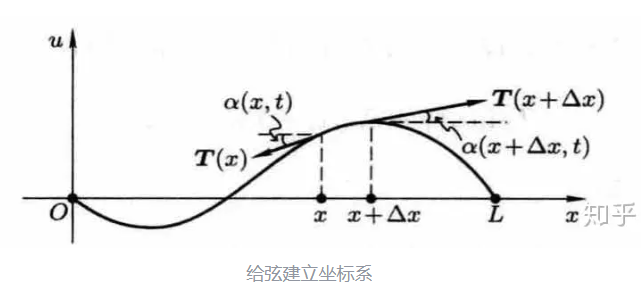 u
α(x, t)
T(x + Δx)
T(x)
α(x + Δx, t)
O x x + Δx L x
知乎
给弦建立坐标系